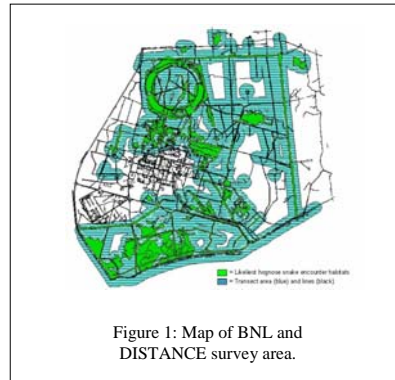 = Likeliest hognose snake encounter habitats
= Transect area (blue) and lines (black)
Figure 1: Map of BNL and
DISTANCE survey area.